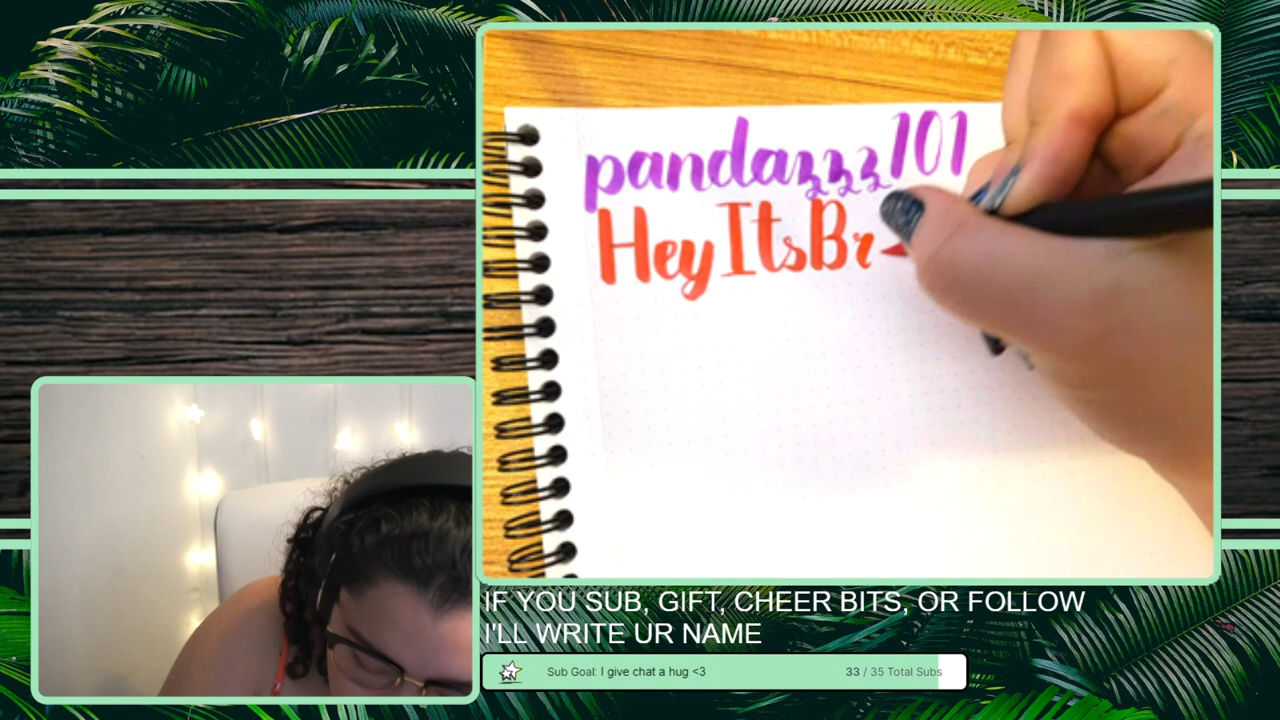 pandazzz101
HeyItsBr
IF YOU SUB, GIFT, CHEER BITS, OR FOLLOW
I'LL WRITE UR NAME
Sub Goal: I give chat a hug <3
33 / 35 Total Subs